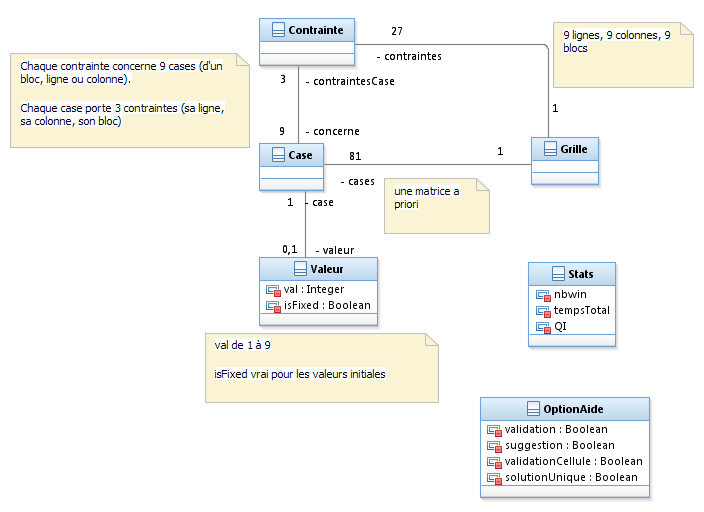 Contrainte
27
- contraintes
9 lignes, 9 colonnes, 9
blocs
Chaque contrainte concerne 9 cases (d'un
bloc, ligne ou colonne).
Chaque case porte 3 contraintes (sa ligne,
sa colonne, son bloc)
3
- contraintesCase
1
9
- concerne
Case
81
- cases
1
Grille
une matrice a
priori
1
- case
0,1
- valeur
Valeur
val : Integer
isFixed : Boolean
Stats
nbwin
tempsTotal
QI
val de 1 à 9
isFixed vrai pour les valeurs initiales
OptionAide
validation : Boolean
suggestion : Boolean
validationCellule : Boolean
solutionUnique : Boolean